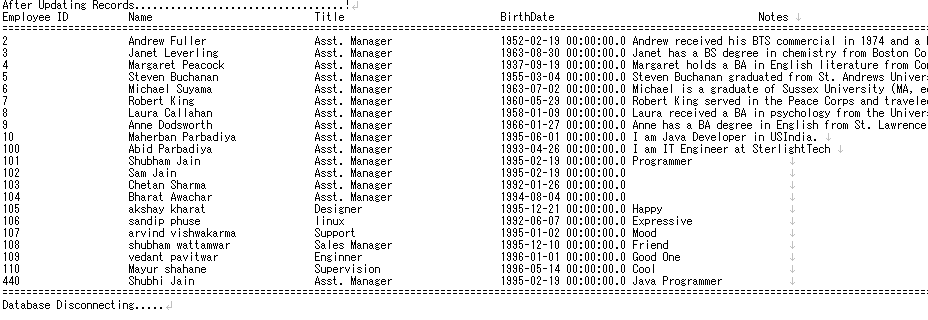 After Updating Records...................................!
Employee ID Name Title BirthDate Notes
================================================================================
2 Andrew Fuller Asst. Manager 1952-02-19 00:00:00.0 Andrew received his BTS commercial in 1974 and a
3 Janet Leverling Asst. Manager 1963-08-30 00:00:00.0 Janet has a BS degree in chemistry from Boston Co
4 Margaret Peacock Asst. Manager 1937-09-19 00:00:00.0 Margaret holds a BA in English literature from Con
5 Steven Buchanan Asst. Manager 1955-03-04 00:00:00.0 Steven Buchanan graduated from St. Andrews Univers
6 Michael Suyama Asst. Manager 1963-07-02 00:00:00.0 Michael is a graduate of Sussex University (MA, ec
7 Robert King Asst. Manager 1960-05-29 00:00:00.0 Robert King served in the Peace Corps and travele
8 Laura Callahan Asst. Manager 1958-01-09 00:00:00.0 Laura received a BA in psychology from the Univers
9 Anne Dodsworth Asst. Manager 1966-01-27 00:00:00.0 Anne has a BA degree in English from St. Lawrence
10 Maherban Parbadiya Asst. Manager 1995-06-01 00:00:00.0 I am Java Developer in USIndia.
100 Abid Parbadiya Asst. Manager 1993-04-26 00:00:00.0 I am IT Engineer at SterlightTech
101 Shubham Jain Asst. Manager 1995-02-19 00:00:00.0 Programmer
102 Sam Jain Asst. Manager 1995-02-19 00:00:00.0
103 Chetan Sharma Asst. Manager 1992-01-26 00:00:00.0
104 Bharat Awachar Asst. Manager 1994-08-04 00:00:00.0
105 akshay kharat Designer 1995-12-21 00:00:00.0 Happy
106 sandip phuse linux 1992-06-07 00:00:00.0 Expressive
107 arvind vishwakarma Support 1995-01-02 00:00:00.0 Mood
108 shubham wattamwar Sales Manager 1995-12-10 00:00:00.0 Friend
109 vedant pavitwar Enginner 1996-01-01 00:00:00.0 Good One
110 Mayur shahane Supervision 1996-05-14 00:00:00.0 Cool
440 Shubhi Jain Asst. Manager 1995-02-19 00:00:00.0 Java Programmer
================================================================================
Database Disconnecting.....